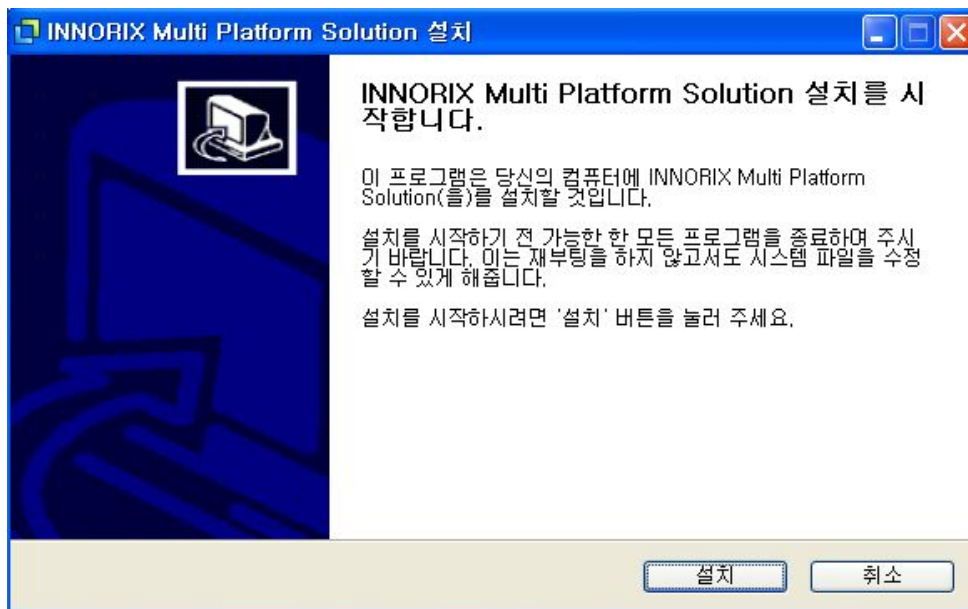 INNORIX Multi Platform Solution 설치
INNORIX Multi Platform Solution 설치를 시
작합니다.
이 프로그램은 당신의 컴퓨터에 INNORIX Multi Platform
Solution(을)를 설치할 것입니다.
설치를 시작하기 전 가능한 한 모든 프로그램을 종료하여 주시
기 바랍니다. 이는 재부팅을 하지 않고서도 시스템 파일을 수정
할 수 있게 해줍니다.
설치를 시작하시려면 '설치' 버튼을 눌러 주세요.
설치
취소